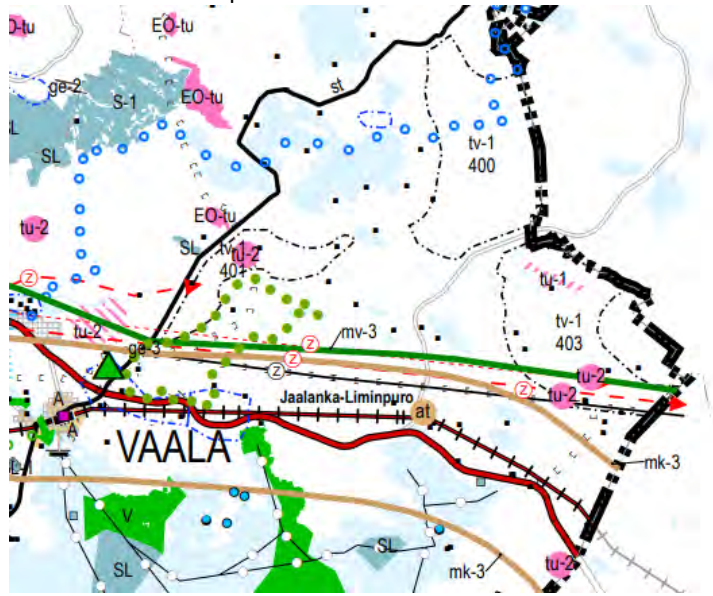 EO-tu
ge-2
S-1
EO-tu
st
SL
SL
tv-1
400
EO-tu
tu-2
SL
tv-1
tu-2
401
tu-1
Z
tu-2
mv-3
tv-1
403
ge-3
Z
Z
Z
Z
tu-2
tu-2
A
Jaalanka-Liminpuro
at
A
VAALA
mk-3
V
SL
SL
mk-3
tu-2